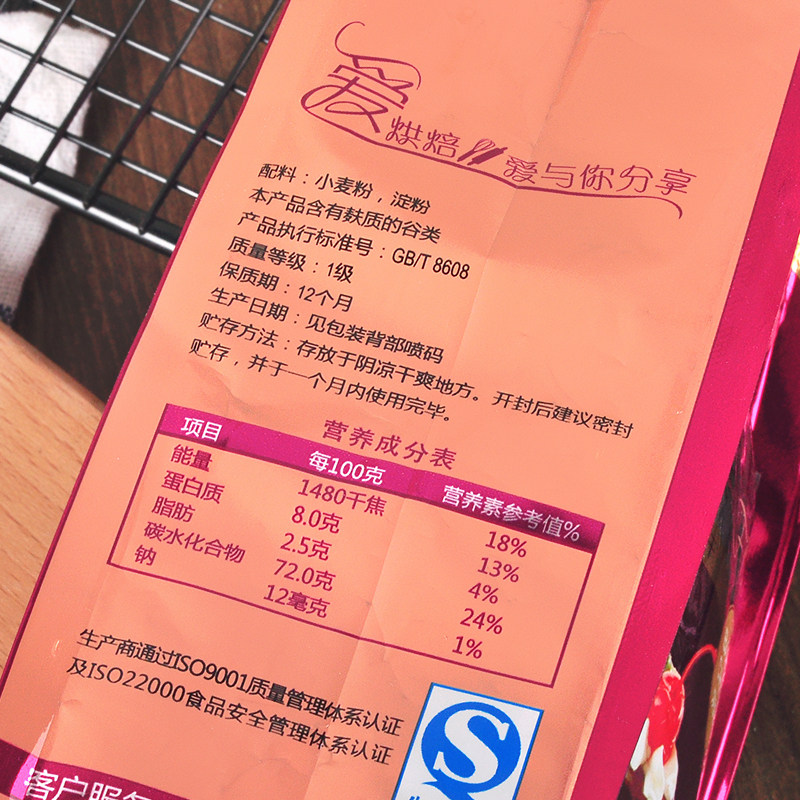 爱烘焙 爱与你分享
配料：小麦粉，淀粉
本产品含有麸质的谷类
产品执行标准号：GB/T 8608
质量等级：1级
保质期：12个月
生产日期：见包装背部喷码
贮存方法：存放于阴凉干爽地方。开封后建议密封
贮存，并于一个月内使用完毕。
营养成分表
项目 每100克 营养素参考值%
能量 1480千焦 18%
蛋白质 8.0克 13%
脂肪 2.5克 4%
碳水化合物 72.0克 24%
钠 12毫克 1%
生产商通过ISO9001质量管理体系认证
及ISO22000食品安全管理体系认证
S
客户服务